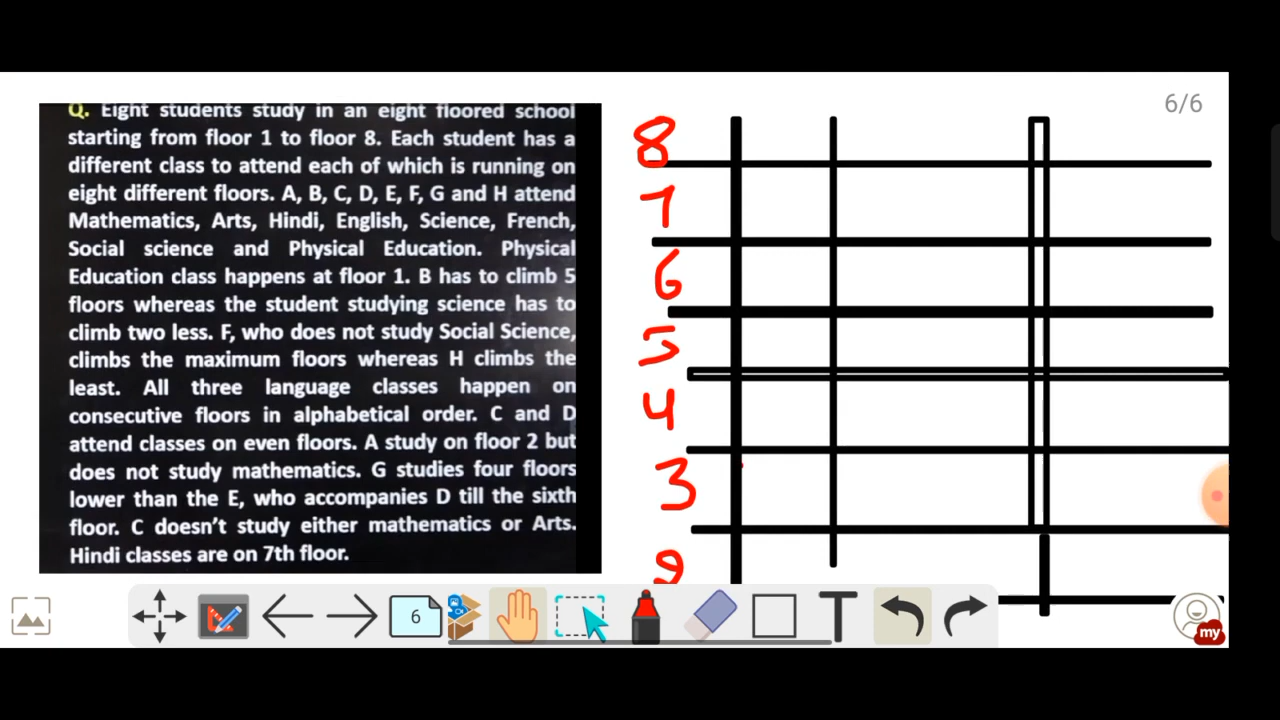 Q. Eight students study in an eight floored school
starting from floor 1 to floor 8. Each student has a
different class to attend each of which is running on
eight different floors. A, B, C, D, E, F, G and H attend
Mathematics, Arts, Hindi, English, Science, French,
Social science and Physical Education. Physical
Education class happens at floor 1. B has to climb 5
floors whereas the student studying science has to
climb two less. F, who does not study Social Science,
climbs the maximum floors whereas H climbs the
least. All three language classes happen on
consecutive floors in alphabetical order. C and D
attend classes on even floors. A study on floor 2 but
does not study mathematics. G studies four floors
lower than the E, who accompanies D till the sixth
floor. C doesn't study either mathematics or Arts.
Hindi classes are on 7th floor.
6/6
8
7
6
5
4
3
2
6
T
my